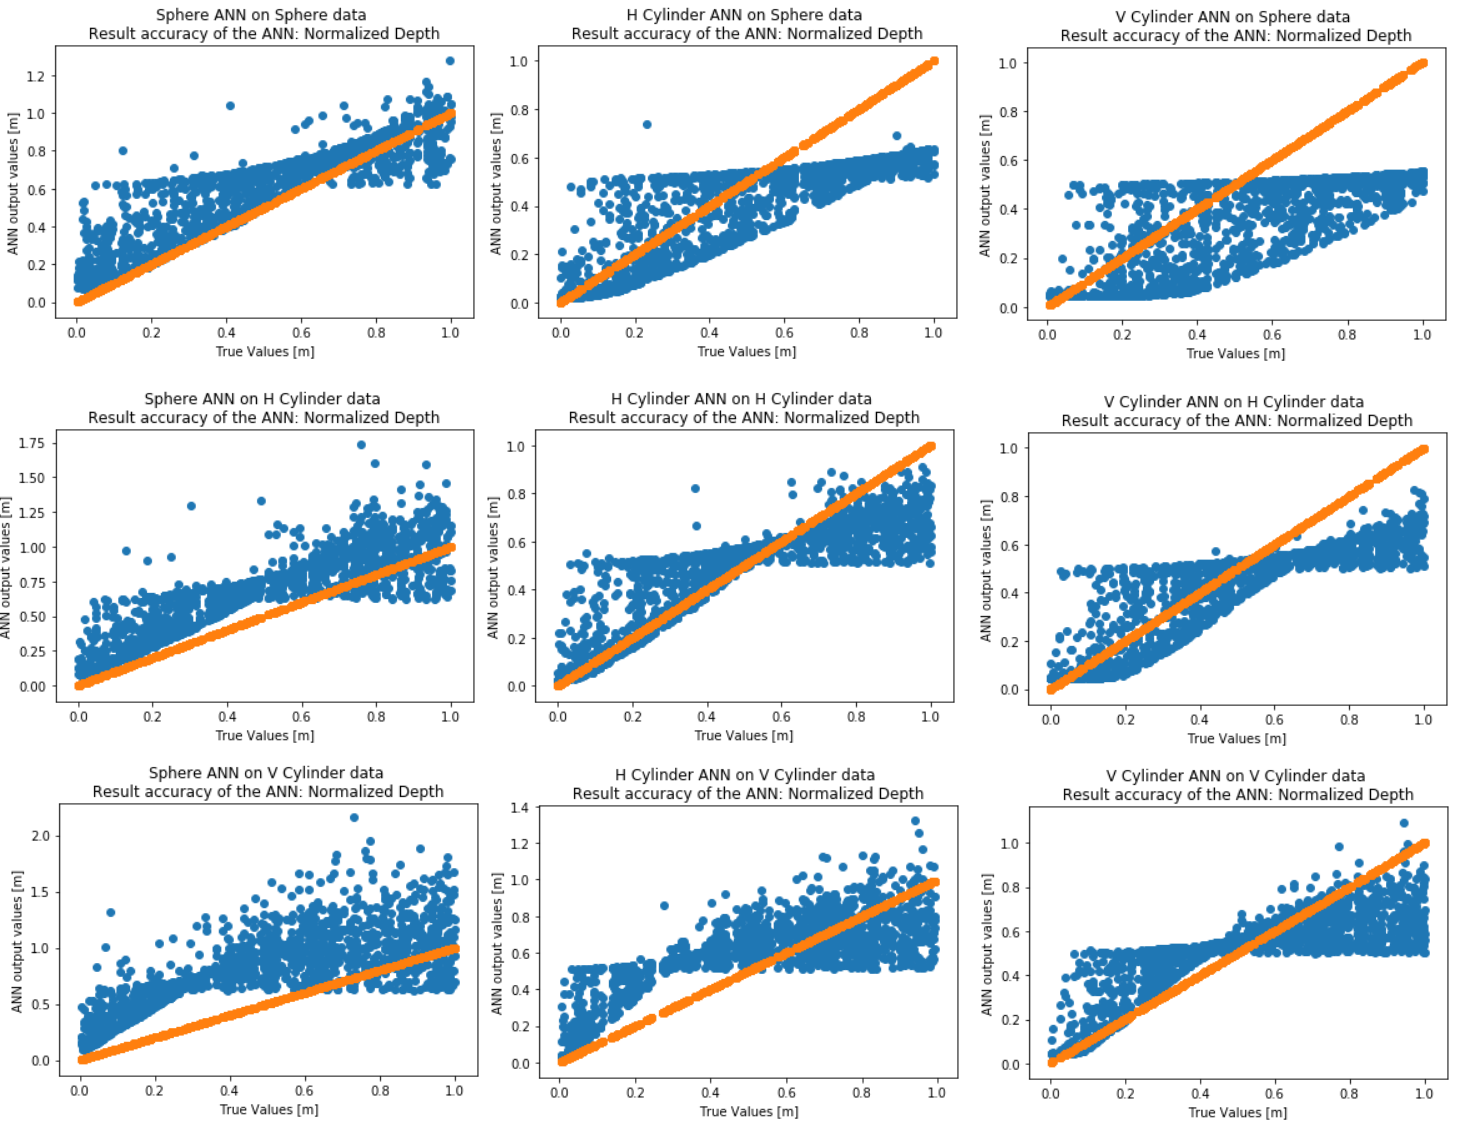 Sphere ANN on Sphere data
Result accuracy of the ANN: Normalized Depth
ANN output values [m]
1.2
1.0
0.8
0.6
0.4
0.2
0.0
0.0 0.2 0.4 0.6 0.8 1.0
True Values [m]
H Cylinder ANN on Sphere data
Result accuracy of the ANN: Normalized Depth
ANN output values [m]
1.0
0.8
0.6
0.4
0.2
0.0
0.0 0.2 0.4 0.6 0.8 1.0
True Values [m]
V Cylinder ANN on Sphere data
Result accuracy of the ANN: Normalized Depth
ANN output values [m]
1.0
0.8
0.6
0.4
0.2
0.0
0.0 0.2 0.4 0.6 0.8 1.0
True Values [m]
Sphere ANN on H Cylinder data
Result accuracy of the ANN: Normalized Depth
ANN output values [m]
1.75
1.50
1.25
1.00
0.75
0.50
0.25
0.00
0.0 0.2 0.4 0.6 0.8 1.0
True Values [m]
H Cylinder ANN on H Cylinder data
Result accuracy of the ANN: Normalized Depth
ANN output values [m]
1.0
0.8
0.6
0.4
0.2
0.0
0.0 0.2 0.4 0.6 0.8 1.0
True Values [m]
V Cylinder ANN on H Cylinder data
Result accuracy of the ANN: Normalized Depth
ANN output values [m]
1.0
0.8
0.6
0.4
0.2
0.0
0.0 0.2 0.4 0.6 0.8 1.0
True Values [m]
Sphere ANN on V Cylinder data
Result accuracy of the ANN: Normalized Depth
ANN output values [m]
2.0
1.5
1.0
0.5
0.0
0.0 0.2 0.4 0.6 0.8 1.0
True Values [m]
H Cylinder ANN on V Cylinder data
Result accuracy of the ANN: Normalized Depth
ANN output values [m]
1.4
1.2
1.0
0.8
0.6
0.4
0.2
0.0
0.0 0.2 0.4 0.6 0.8 1.0
True Values [m]
V Cylinder ANN on V Cylinder data
Result accuracy of the ANN: Normalized Depth
ANN output values [m]
1.0
0.8
0.6
0.4
0.2
0.0
0.0 0.2 0.4 0.6 0.8 1.0
True Values [m]